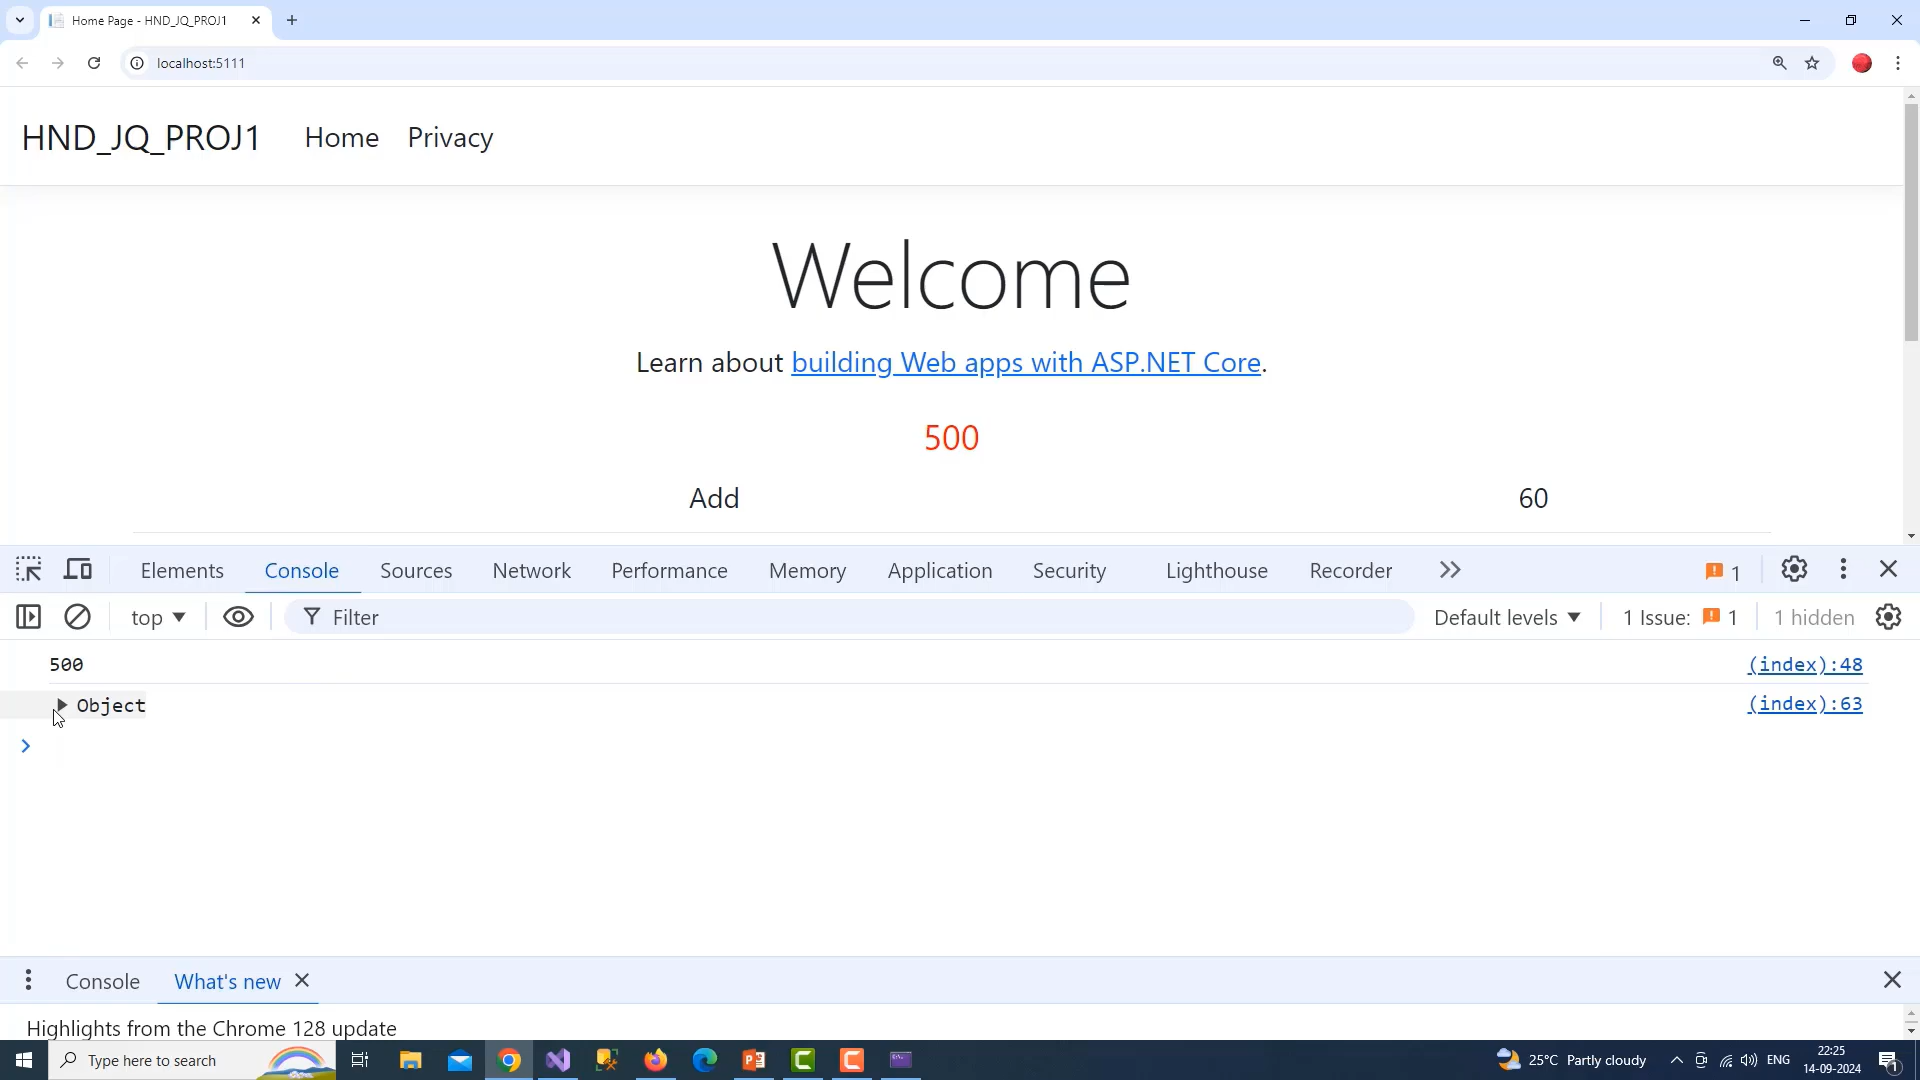 Home Page - HND_JQ_PROJ1
localhost:5111
HND_JQ_PROJ1 Home Privacy
Welcome
Learn about building Web apps with ASP.NET Core.
500
Add 60
Elements Console Sources Network Performance Memory Application Security Lighthouse Recorder 1
top Filter Default levels 1 Issue: 1 1 hidden
500 (index):48
Object (index):63
Console What's new
Highlights from the Chrome 128 update
Type here to search 25°C Partly cloudy ENG 22:25
14-09-2024 1